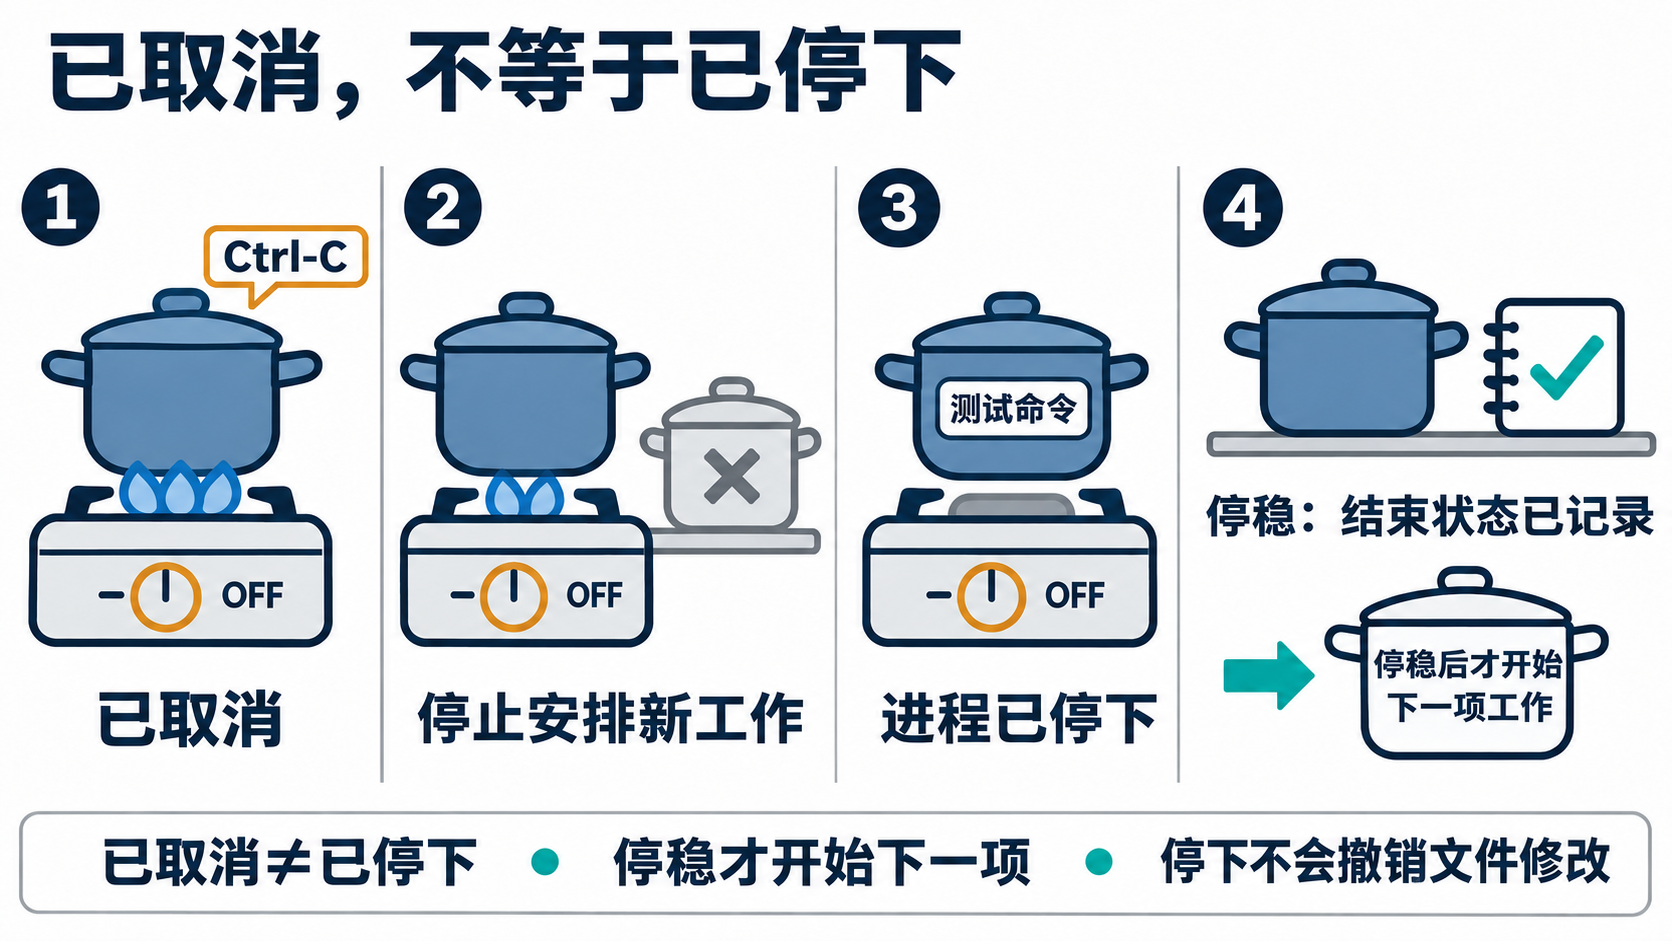 已取消，不等于已停下
1
Ctrl-C
OFF
已取消
2
OFF
停止安排新工作
3
测试命令
OFF
进程已停下
4
停稳：结束状态已记录
停稳后才开始
下一项工作
已取消≠已停下 ● 停稳才开始下一项 ● 停下不会撤销文件修改